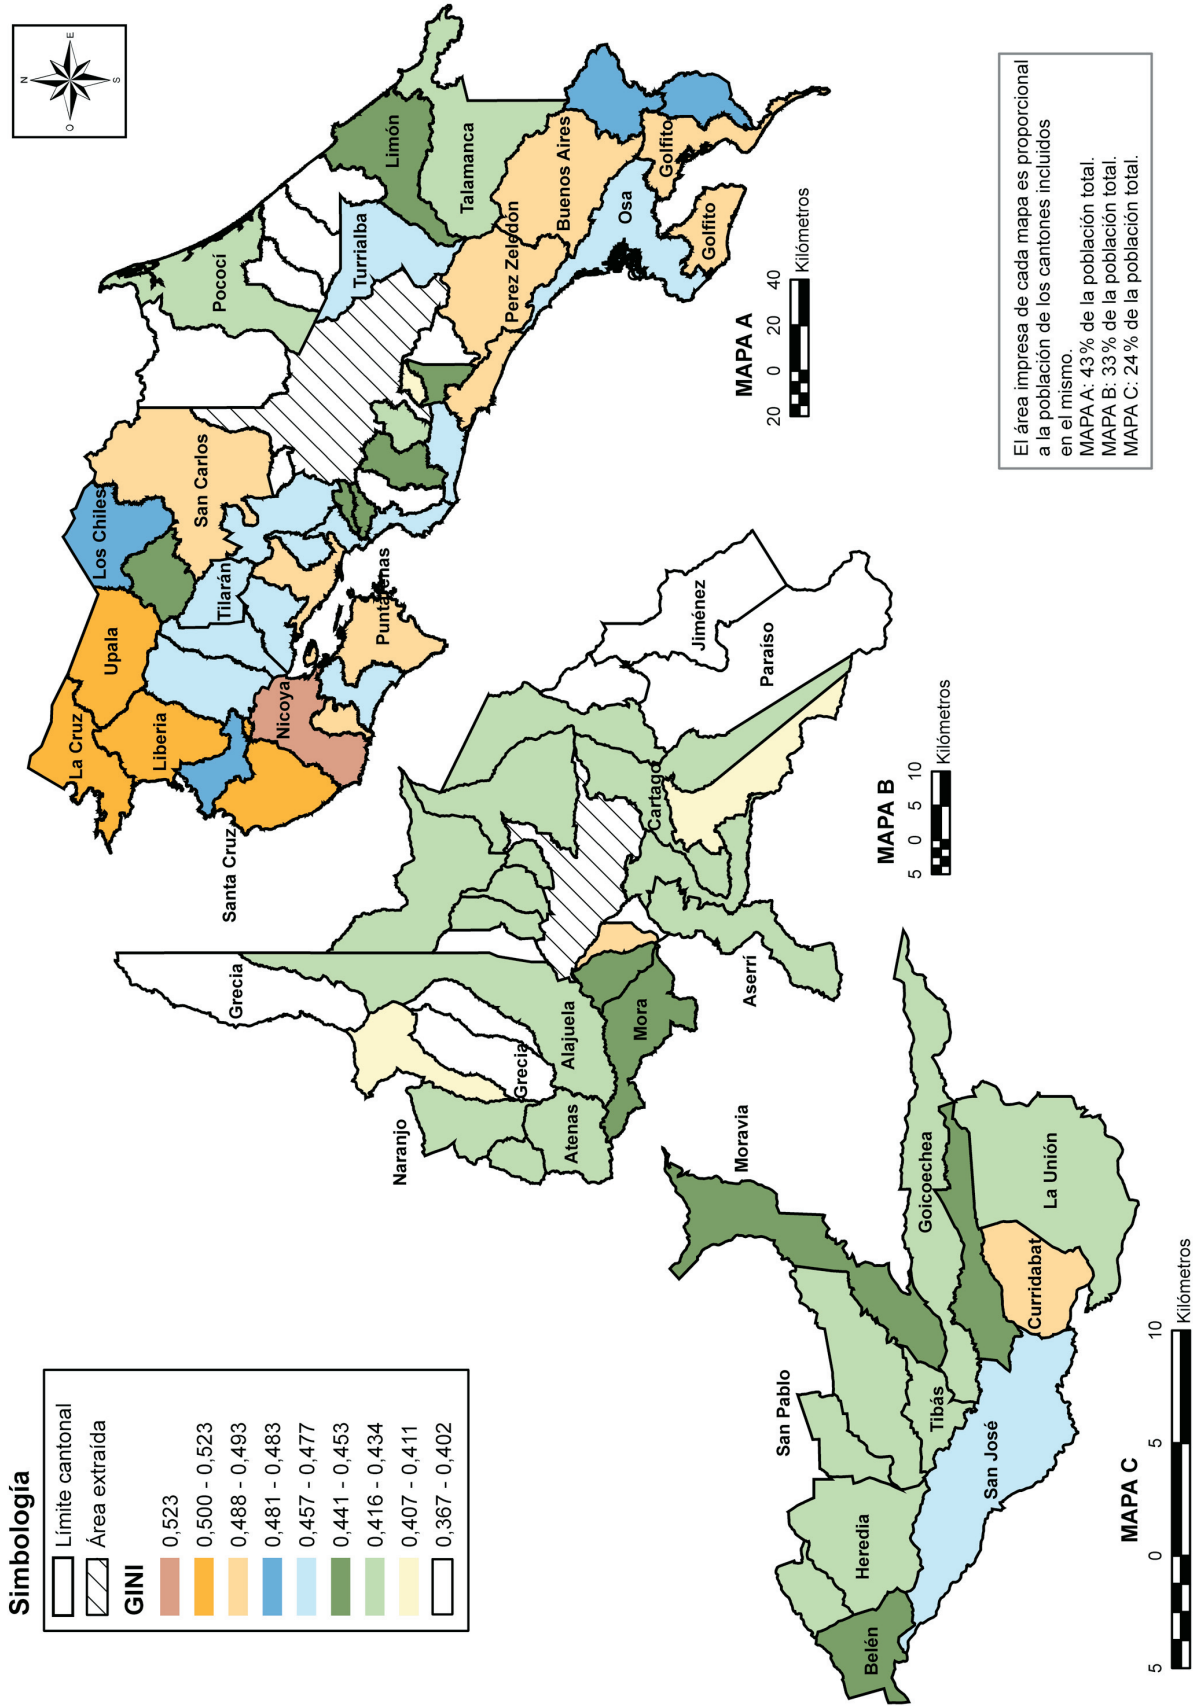 Simbología
Límite cantonal
Área extraída
GINI
0,523
0,500 - 0,523
0,488 - 0,493
0,481 - 0,483
0,457 - 0,477
0,441 - 0,453
0,416 - 0,434
0,407 - 0,411
0,367 - 0,402
N
O
E
S
La Cruz
Upala
Los Chiles
Liberia
San Carlos
Tilarán
Santa Cruz
Nicoya
Puntarenas
Pococí
Turrialba
Limón
Talamanca
Perez Zeledón
Buenos Aires
Osa
Golfito
Golfito
MAPA A
20 0 20 40
Kilómetros
Grecia
Naranjo
Grecia
Alajuela
Atenas
Mora
Aserrí
Cartago
Paraíso
Jiménez
MAPA B
5 0 5 10
Kilómetros
Moravia
San Pablo
Goicoechea
La Unión
Curridabat
Tibás
Heredia
San José
Belén
MAPA C
5 0 5 10
Kilómetros
El área impresa de cada mapa es proporcional
a la población de los cantones incluidos
en el mismo.
MAPA A: 43% de la población total.
MAPA B: 33% de la población total.
MAPA C: 24% de la población total.